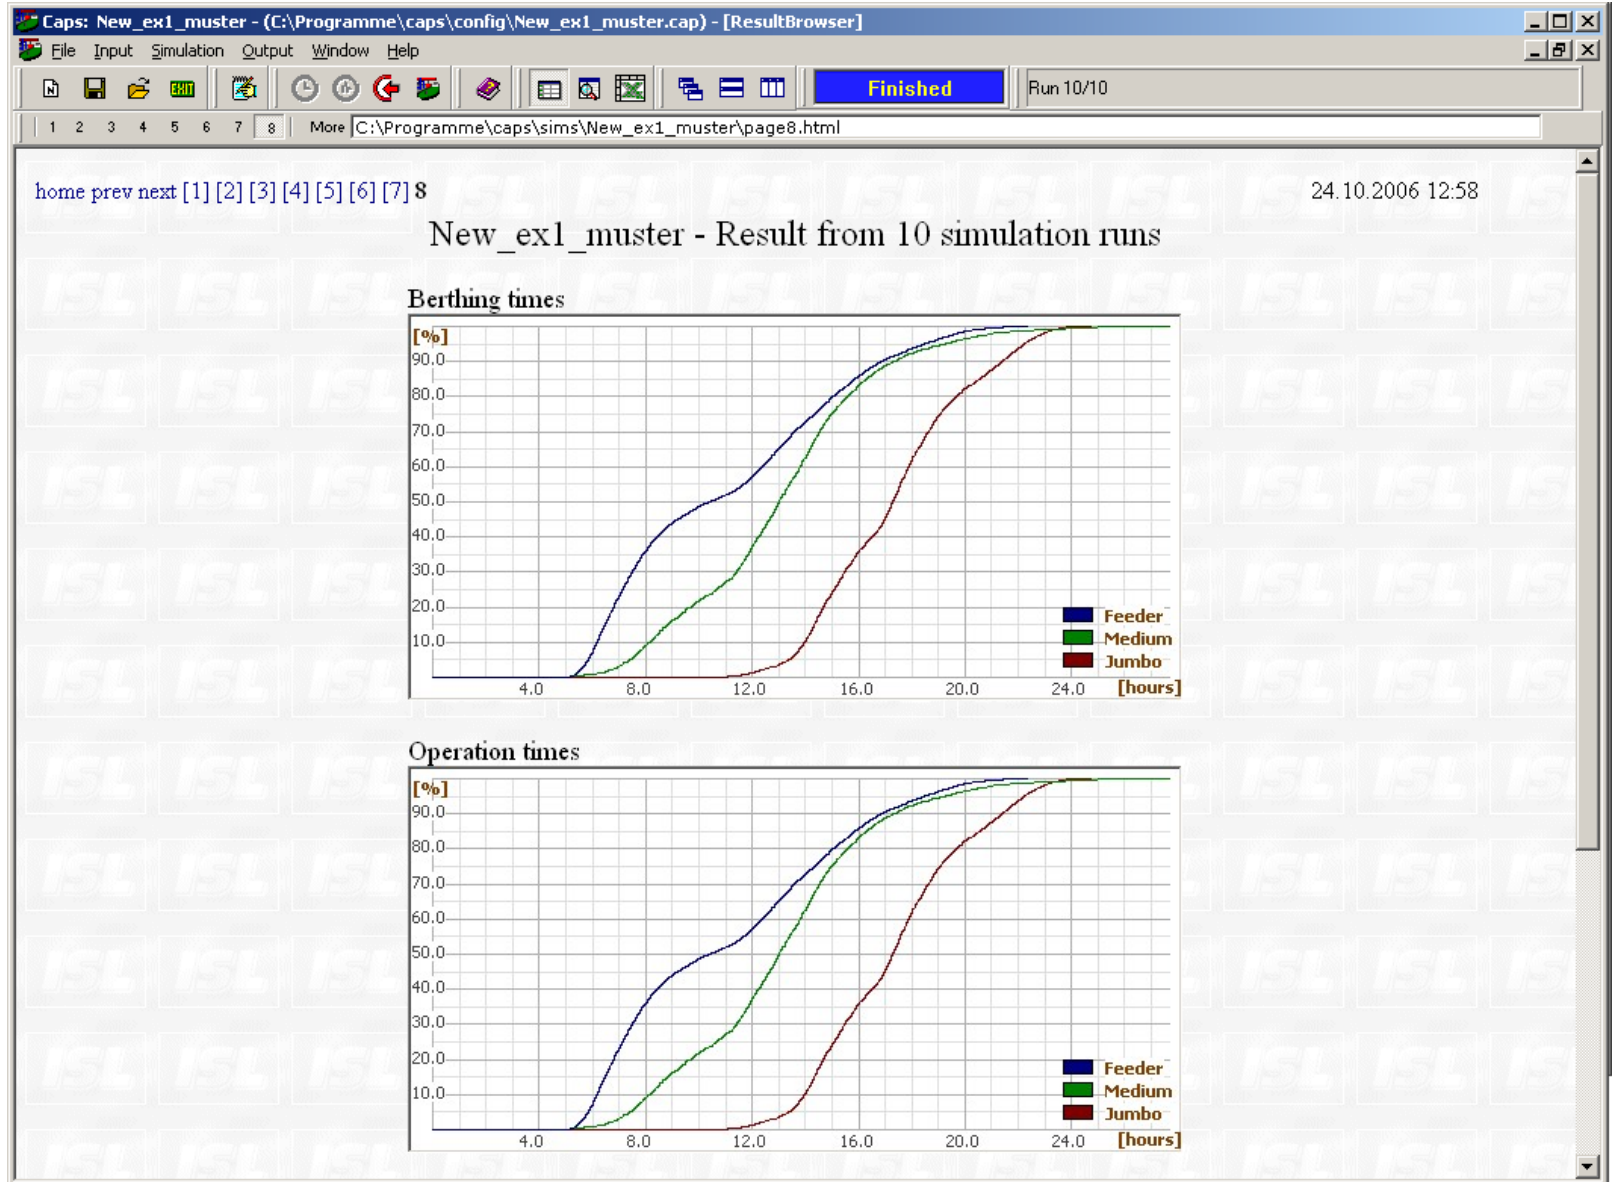 Caps: New_ex1_muster - (C:\Programme\caps\config\New_ex1_muster.cap) - [ResultBrowser]
File Input Simulation Output Window Help
N EXIT Finished Run 10/10
1 2 3 4 5 6 7 8 More C:\Programme\caps\sims\New_ex1_muster\page8.html
home prev next [1] [2] [3] [4] [5] [6] [7] 8 24.10.2006 12:58
New_ex1_muster - Result from 10 simulation runs
Berthing times
[%]
90.0
80.0
70.0
60.0
50.0
40.0
30.0
20.0
10.0
Feeder
Medium
Jumbo
4.0 8.0 12.0 16.0 20.0 24.0 [hours]
Operation times
[%]
90.0
80.0
70.0
60.0
50.0
40.0
30.0
20.0
10.0
Feeder
Medium
Jumbo
4.0 8.0 12.0 16.0 20.0 24.0 [hours]